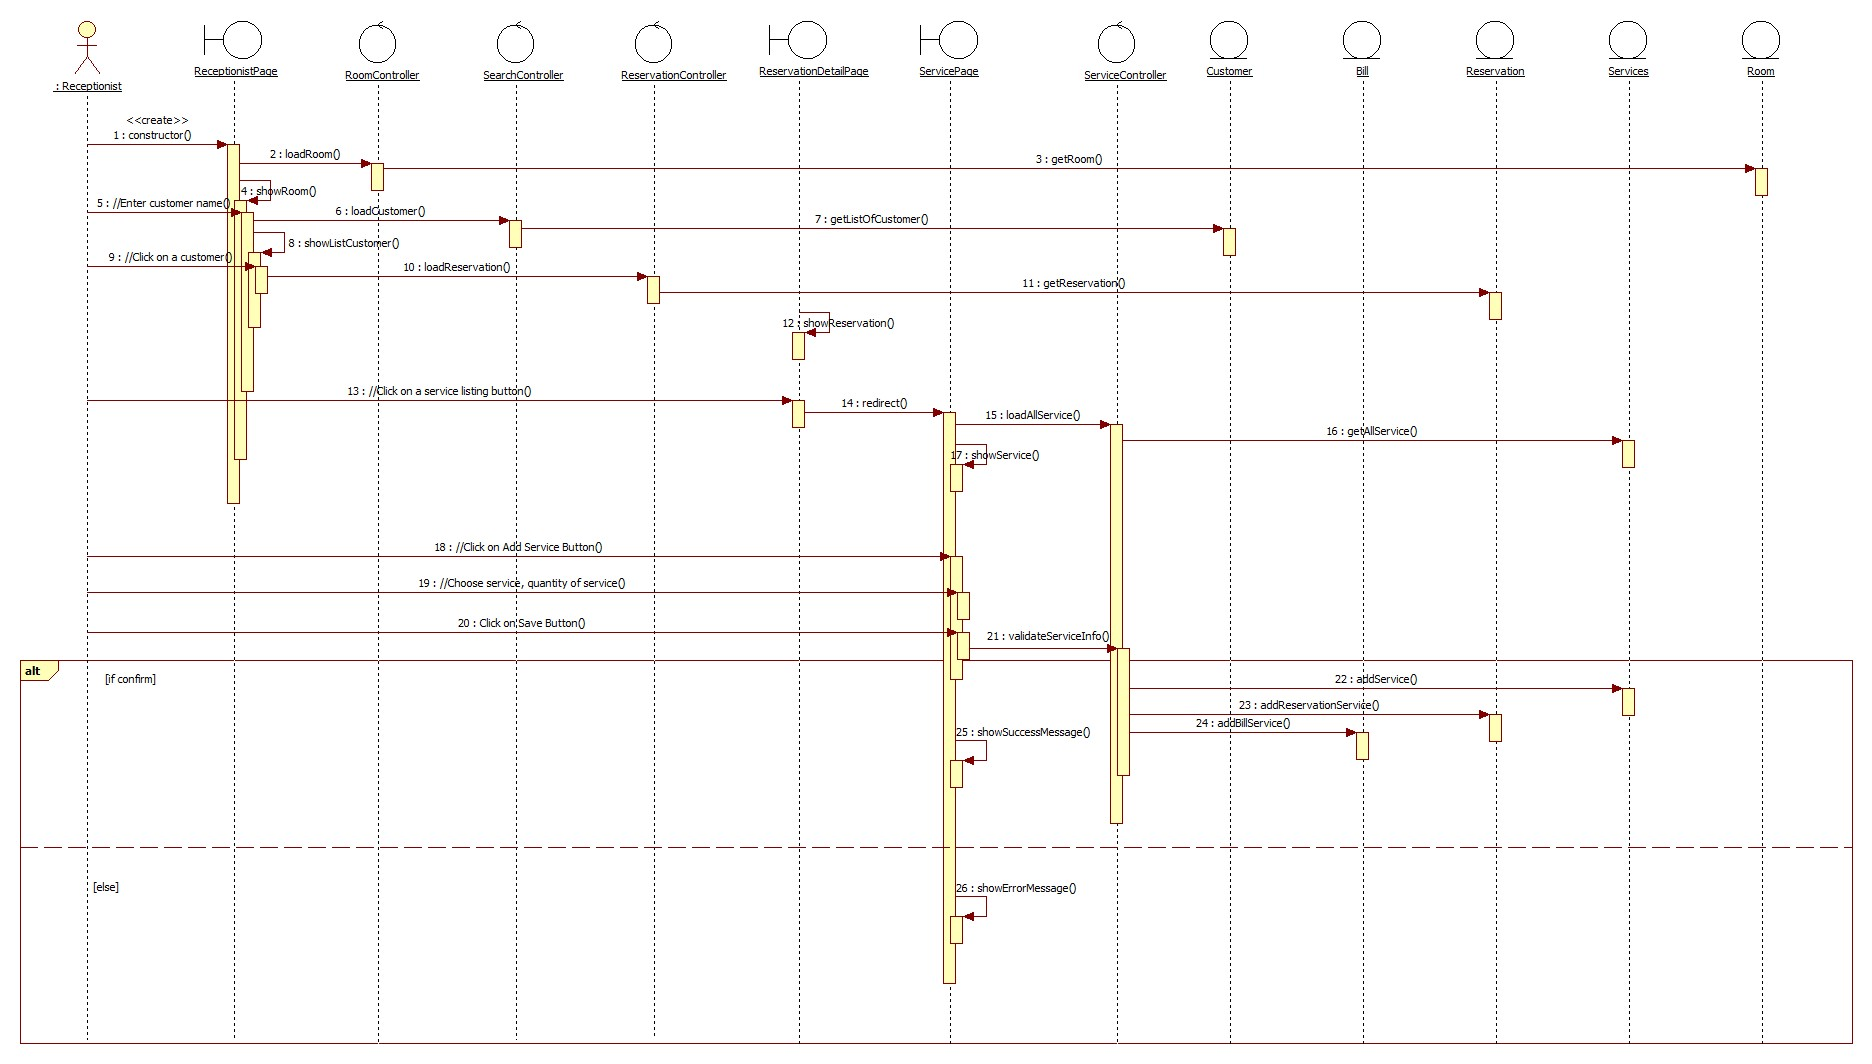 : Receptionist
ReceptionistPage
RoomController
SearchController
ReservationController
ReservationDetailPage
ServicePage
ServiceController
Customer
Bill
Reservation
Services
Room
<<create>>
1 : constructor()
2 : loadRoom()
3 : getRoom()
4 : showRoom()
5 : //Enter customer name()
6 : loadCustomer()
7 : getListOfCustomer()
8 : showListCustomer()
9 : //Click on a customer()
10 : loadReservation()
11 : getReservation()
12 : showReservation()
13 : //Click on a service listing button()
14 : redirect()
15 : loadAllService()
16 : getAllService()
17 : showService()
18 : //Click on Add Service Button()
19 : //Choose service, quantity of service()
20 : Click on Save Button()
21 : validateServiceInfo()
alt
[if confirm]
22 : addService()
23 : addReservationService()
24 : addBillService()
25 : showSuccessMessage()
[else]
26 : showErrorMessage()